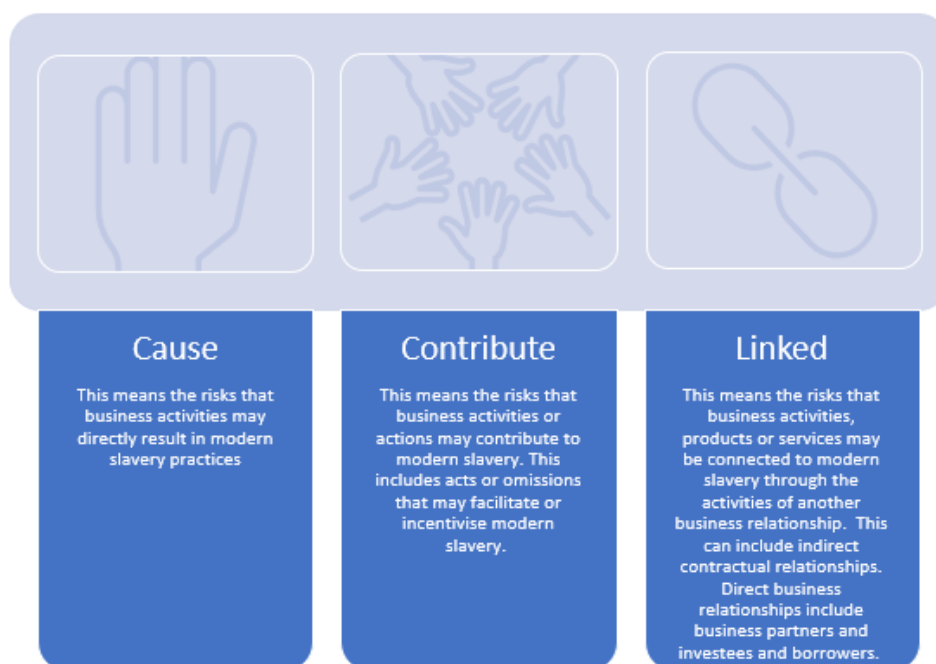 Cause
This means the risks that
business activities may
directly result in modern
slavery practices
Contribute
This means the risks that
business activities or
actions may contribute to
modern slavery. This
includes acts or omissions
that may facilitate or
incentivise modern
slavery.
Linked
This means the risks that
business activities,
products or services may
be connected to modern
slavery through the
activities of another
business relationship. This
can include indirect
contractual relationships.
Direct business
relationships include
business partners and
investees and borrowers.